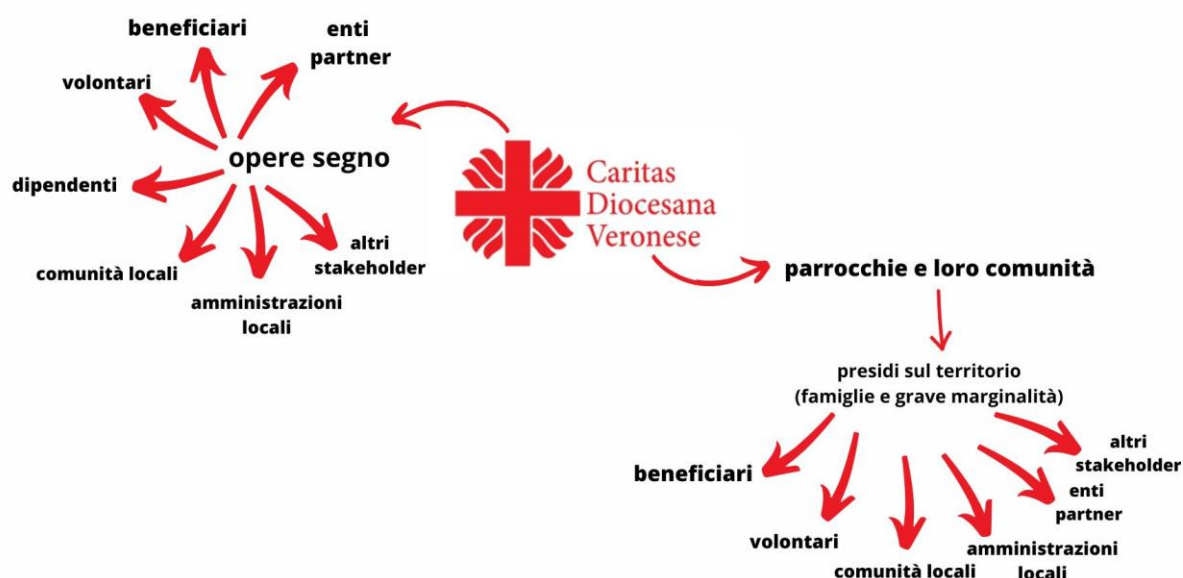 beneficiari
enti
partner
volontari
opere segno
dipendenti
comunità locali
altri
stakeholder
amministrazioni
locali
Caritas
Diocesana
Veronese
parrocchie e loro comunità
presidi sul territorio
(famiglie e grave marginalità)
beneficiari
volontari
comunità locali
amministrazioni
locali
enti
partner
altri
stakeholder